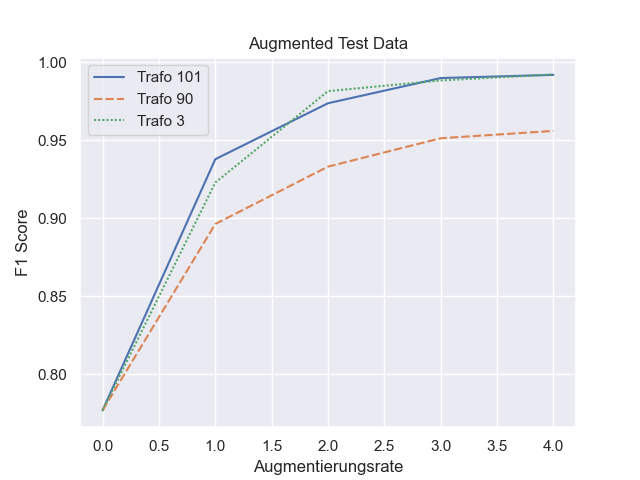 Augmented Test Data
Trafo 101
Trafo 90
Trafo 3
1.00
0.95
0.90
0.85
0.80
F1 Score
0.0 0.5 1.0 1.5 2.0 2.5 3.0 3.5 4.0
Augmentierungsrate